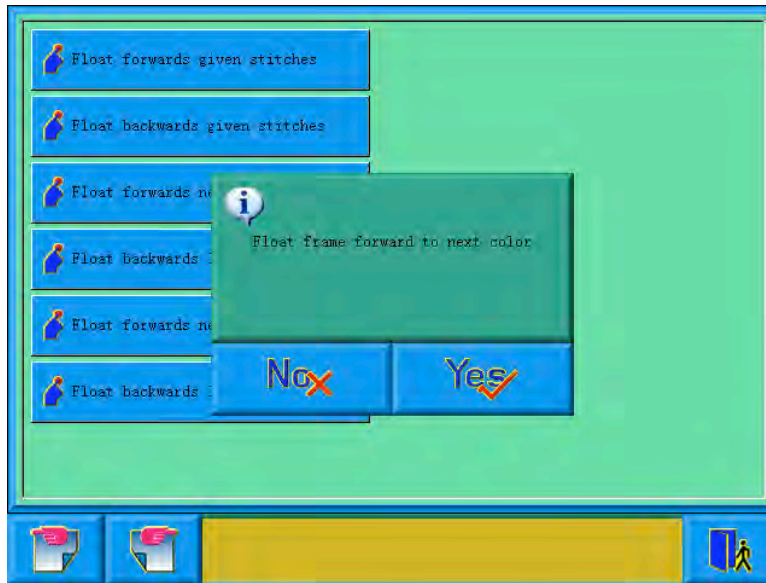 Float forwards given stitches
Float backwards given stitches
Float forwards
Float frame forward to next color
Float backwards
Float forwards
No
Yes
Float backwards